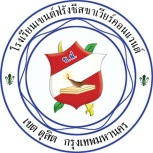 โรงเรียนเซนต์ฟรังซีสซาเวียร์คอนแวนต์
ซ.ฟ.
เขต ดุสิต กรุงเทพมหานคร